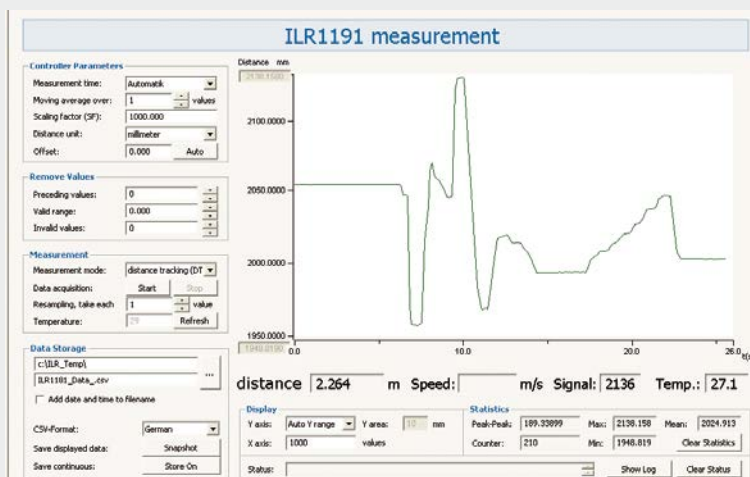 ILR1191 measurement
Controller Parameters
Measurement time: Automatik
Moving average over: 1 values
Scaling factor (SF): 1000.000
Distance unit: millimeter
Offset: 0.000 Auto
Remove Values
Preceding values: 0
Valid range: 0.000
Invalid values: 0
Measurement
Measurement mode: distance tracking (DT
Data acquisition: Start Stop
Resampling, take each 1 value
Temperature: 29 Refresh
Data Storage
c:\ILR_Temp\
ILR1181_Data_.csv
...
Add date and time to filename
CSV-Format: German
Save displayed data: Snapshot
Save continuous: Store On
Distance mm
2100.0000
2050.0000
2000.0000
1950.0000
0.0 10.0 20.0 26.0 t(s)
distance 2.264 m Speed: m/s Signal: 2136 Temp.: 27.1
Display
Y axis: Auto Y range Y area: 10 mm
X axis: 1000 values
Statistics
Peak-Peak: 189.33899 Max: 2138.158 Mean: 2024.913
Counter: 210 Min: 1948.819 Clear Statistics
Status: Show Log Clear Status